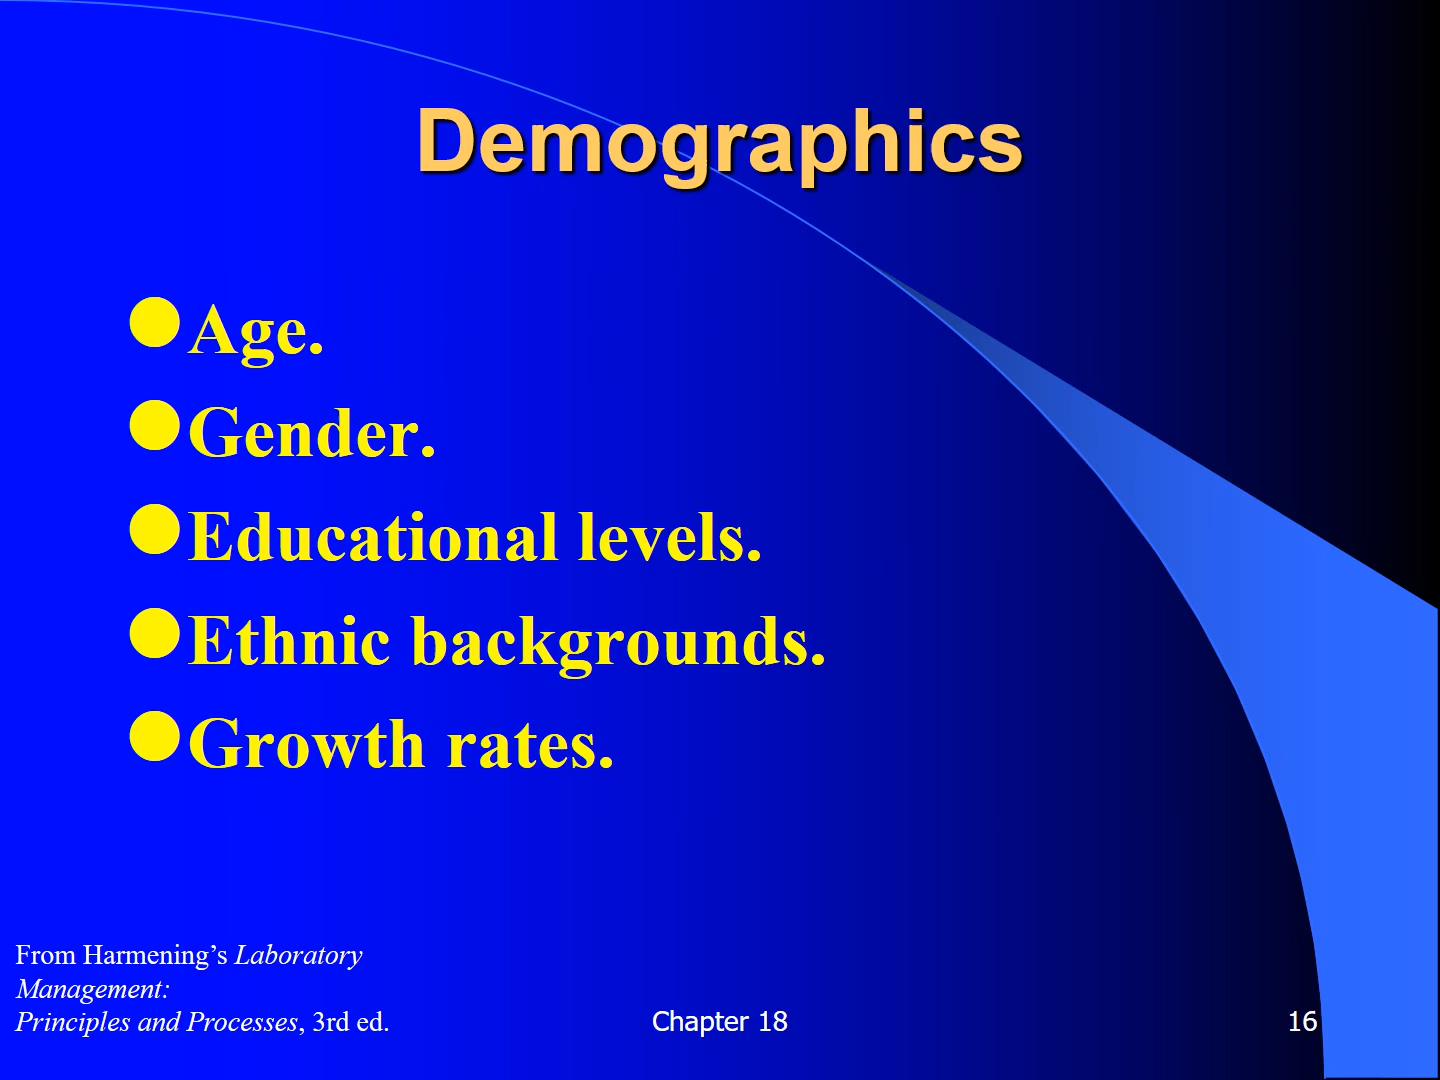 Demographics
Age.
Gender.
Educational levels.
Ethnic backgrounds.
Growth rates.
From Harmening’s Laboratory
Management:
Principles and Processes, 3rd ed.
Chapter 18
16